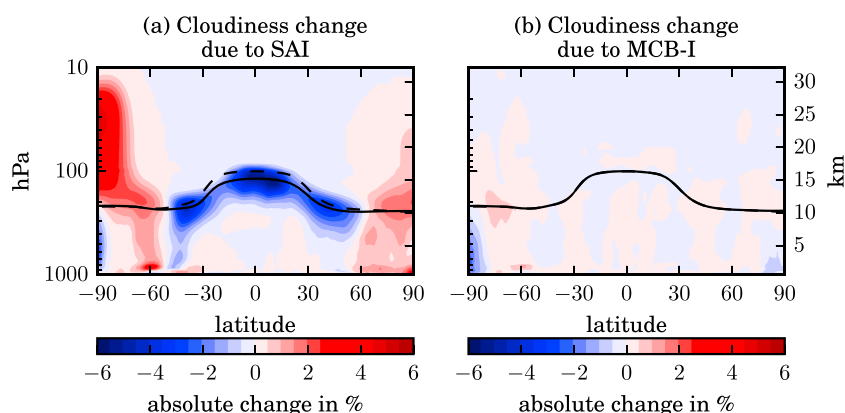 (a) Cloudiness change
due to SAI
(b) Cloudiness change
due to MCB-I
10
100
1000
hPa
−90 −60 −30 0 30 60 90
latitude
−90 −60 −30 0 30 60 90
latitude
30
25
20
15
10
5
km
−6 −4 −2 0 2 4 6
absolute change in %
−6 −4 −2 0 2 4 6
absolute change in %